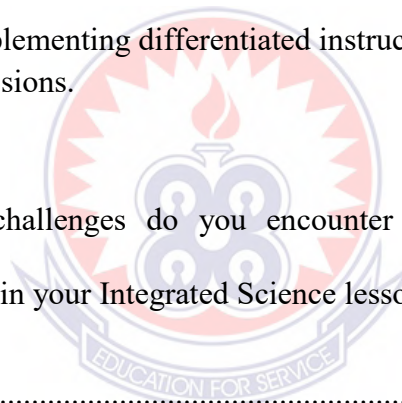 plementing differentiated instruc
sions.
challenges do you encounter
in your Integrated Science lesso
EDUCATION FOR SERVICE
........................................................